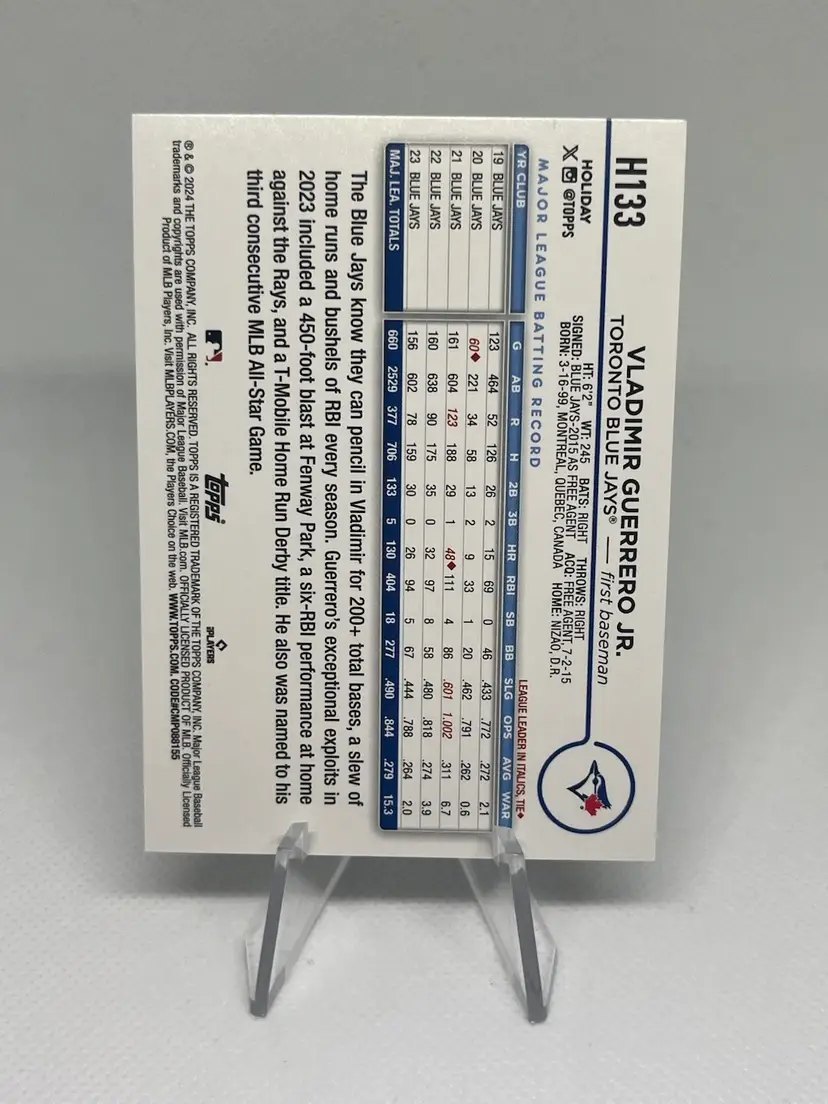 H133
VLADIMIR GUERRERO JR.
TORONTO BLUE JAYS® — first baseman
HOLIDAY
@TOPPS
HT: 6'2" WT: 245 BATS: RIGHT THROWS: RIGHT
SIGNED: BLUE JAYS-2015 AS FREE AGENT ACQ: FREE AGENT, 7-2-15
BORN: 3-16-99, MONTREAL, QUEBEC, CANADA HOME: NIZAO, D.R.
MAJOR LEAGUE BATTING RECORD
LEAGUE LEADER IN ITALICS, TIE♦
YR CLUB G AB R H 2B 3B HR RBI SB BB SLG OPS AVG WAR
19 BLUE JAYS 123 464 52 126 26 2 15 69 0 46 .433 .772 .272 2.1
20 BLUE JAYS 60♦ 221 34 58 13 2 9 33 1 20 .462 .791 .262 0.6
21 BLUE JAYS 161 604 123 188 29 1 48♦ 111 4 86 .601 1.002 .311 6.7
22 BLUE JAYS 160 638 90 175 35 0 32 97 8 58 .480 .818 .274 3.9
23 BLUE JAYS 156 602 78 159 30 0 26 94 5 67 .444 .788 .264 2.0
MAJ. LEA. TOTALS 660 2529 377 706 133 5 130 404 18 277 .490 .844 .279 15.3
The Blue Jays know they can pencil in Vladimir for 200+ total bases, a slew of
home runs and bushels of RBI every season. Guerrero's exceptional exploits in
2023 included a 450-foot blast at Fenway Park, a six-RBI performance at home
against the Rays, and a T-Mobile Home Run Derby title. He also was named to his
third consecutive MLB All-Star Game.
Topps
PLAYERS
® & © 2024 THE TOPPS COMPANY, INC. ALL RIGHTS RESERVED. TOPPS IS A REGISTERED TRADEMARK OF THE TOPPS COMPANY, INC. Major League Baseball
trademarks and copyrights are used with permission of Major League Baseball. Visit MLB.com. OFFICIALLY LICENSED PRODUCT OF MLB. Officially Licensed
Product of MLB Players, Inc. Visit MLBPLAYERS.COM, the Players Choice on the web. WWW.TOPPS.COM. CODE#CMP088155